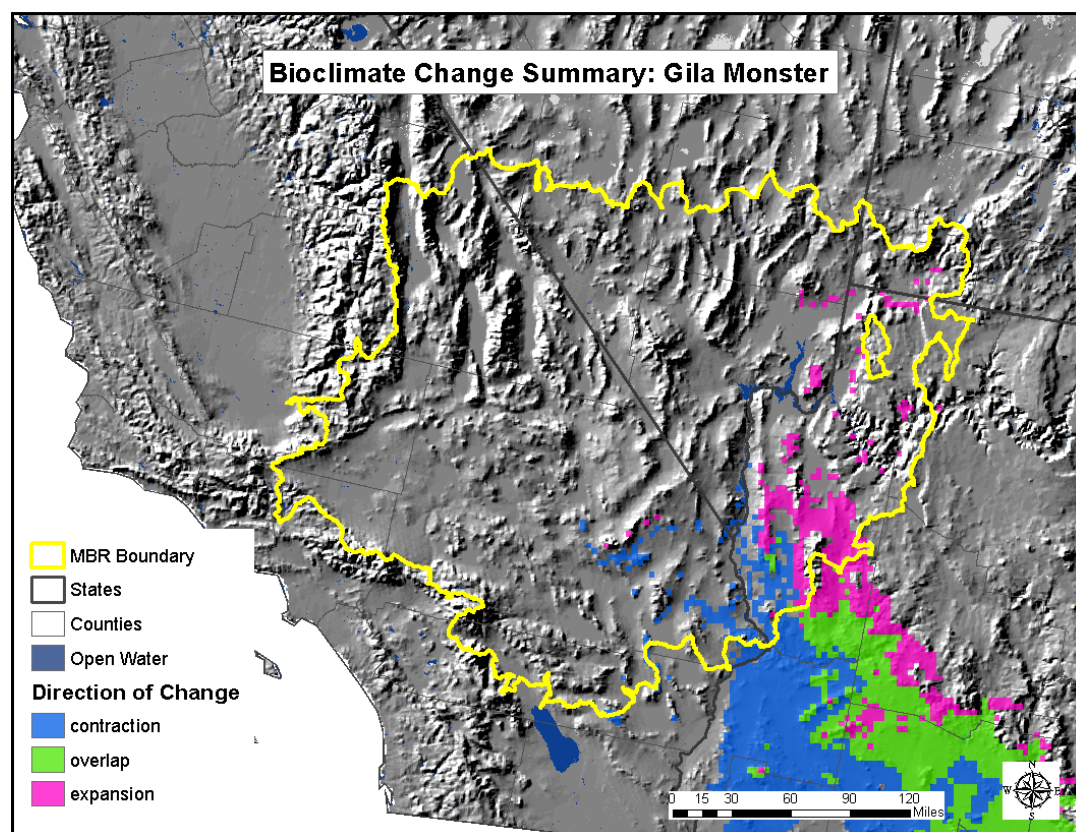 Bioclimate Change Summary: Gila Monster
MBR Boundary
States
Counties
Open Water
Direction of Change
contraction
overlap
expansion
0 15 30 60 90 120
Miles
N
W E
S